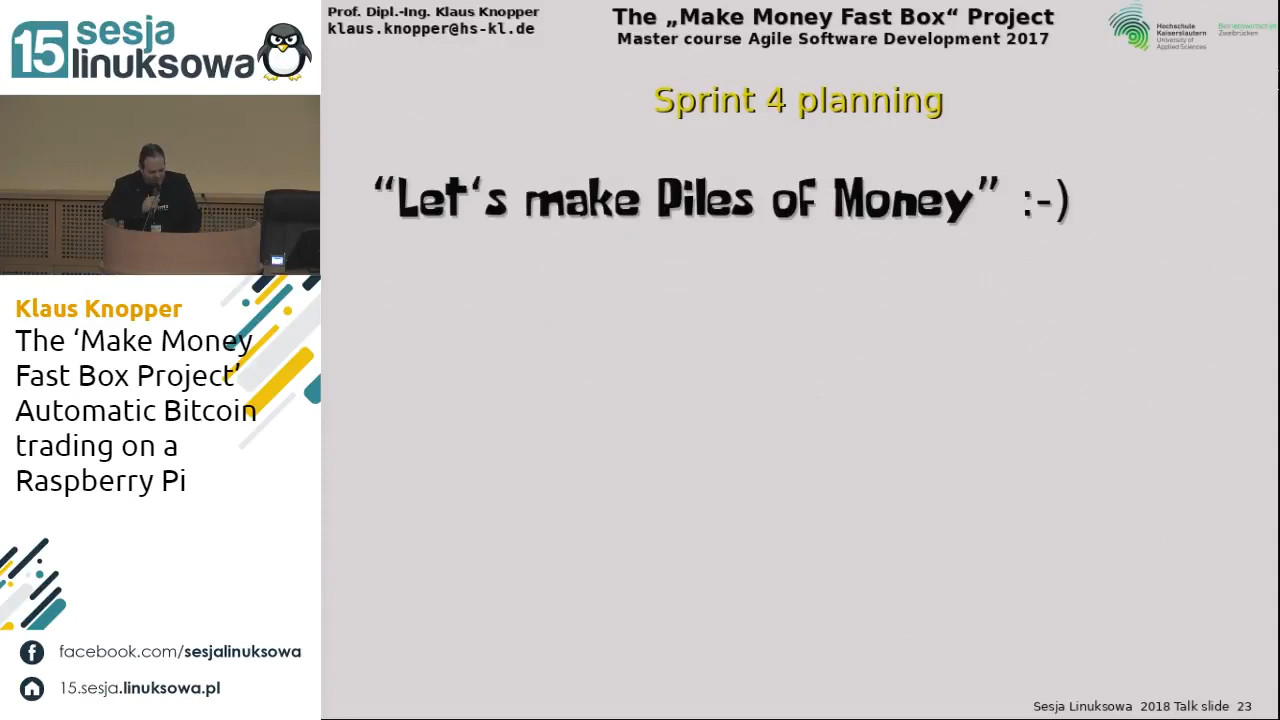 15 sesja
linuksowa
Klaus Knopper
The ‘Make Money
Fast Box Project’
Automatic Bitcoin
trading on a
Raspberry Pi
facebook.com/sesjalinuksowa
15.sesja.linuksowa.pl
Prof. Dipl.-Ing. Klaus Knopper
klaus.knopper@hs-kl.de
The „Make Money Fast Box“ Project
Master course Agile Software Development 2017
Hochschule
Kaiserslautern
University of
Applied Sciences
Betriebswirtschaft
Zweibrücken
Sprint 4 planning
“Let‘s make Piles of Money” :-)
Sesja Linuksowa 2018 Talk slide 23